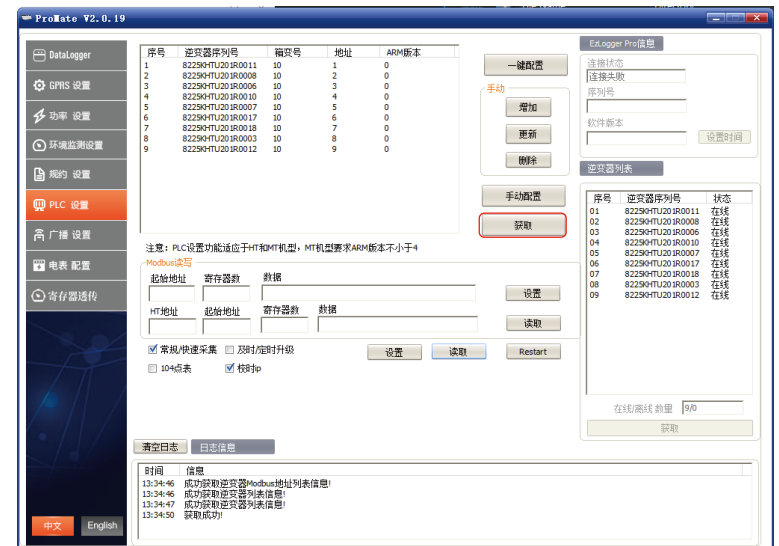 ProMate V2.0.19
DataLogger
GPRS 设置
功率 设置
环境监测设置
规约 设置
PLC 设置
广播 设置
电表 配置
寄存器透传
中文 English
序号 逆变器序列号 箱变号 地址 ARM版本
1 8225KHTU201R0011 10 1 0
2 8225KHTU201R0008 10 2 0
3 8225KHTU201R0006 10 3 0
4 8225KHTU201R0010 10 4 0
5 8225KHTU201R0007 10 5 0
6 8225KHTU201R0017 10 6 0
7 8225KHTU201R0018 10 7 0
8 8225KHTU201R0003 10 8 0
9 8225KHTU201R0012 10 9 0
一键配置
手动
增加
更新
删除
手动配置
获取
注意：PLC设置功能适应于HT和MT机型，MT机型要求ARM版本不小于4
Modbus读写
起始地址 寄存器数 数据
设置
HT地址 起始地址 寄存器数 数据
读取
常规/快速采集 及时/定时升级 设置 读取 Restart
104点表 校时ip
EzLogger Pro信息
连接状态
连接失败
序列号
软件版本
设置时间
逆变器列表
序号 逆变器序列号 状态
01 8225KHTU201R0011 在线
02 8225KHTU201R0008 在线
03 8225KHTU201R0006 在线
04 8225KHTU201R0010 在线
05 8225KHTU201R0007 在线
06 8225KHTU201R0017 在线
07 8225KHTU201R0018 在线
08 8225KHTU201R0003 在线
09 8225KHTU201R0012 在线
在线/离线 数量 9/0
获取
清空日志 日志信息
时间 信息
13:34:46 成功获取逆变器Modbus地址列表信息!
13:34:46 成功获取逆变器列表信息!
13:34:47 成功获取逆变器列表信息!
13:34:50 获取成功!